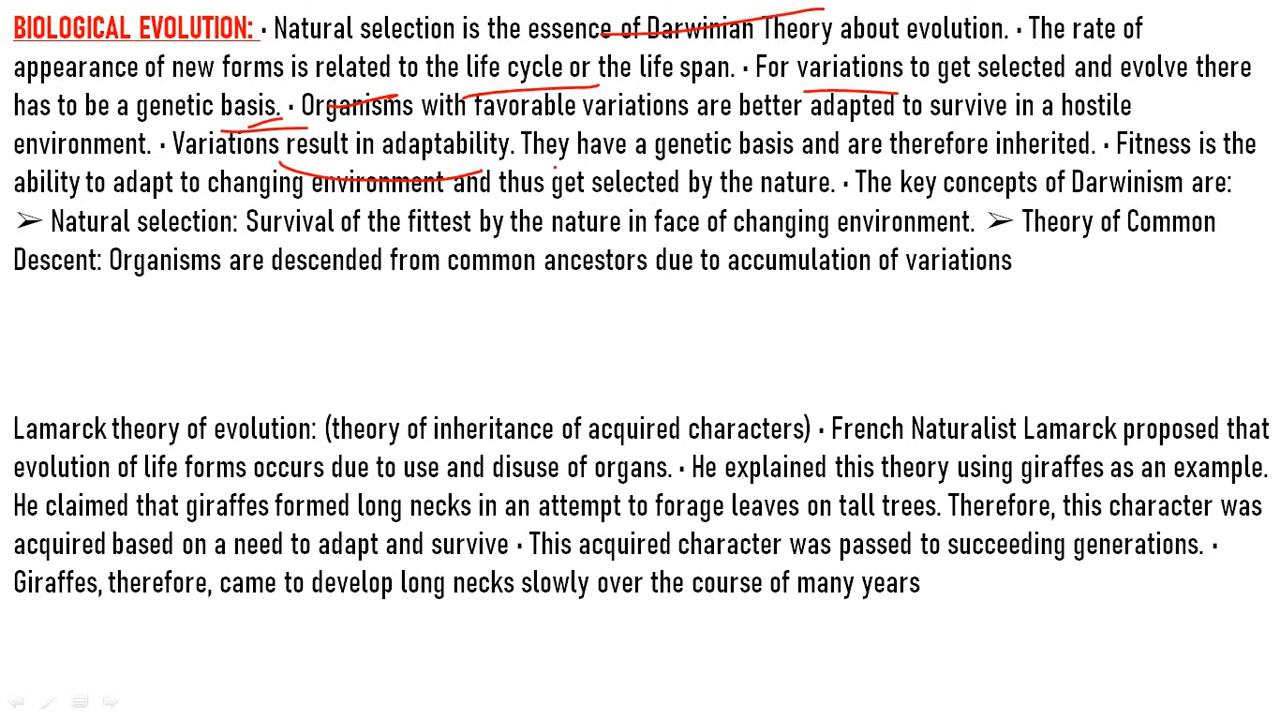 BIOLOGICAL EVOLUTION: · Natural selection is the essence of Darwinian Theory about evolution. · The rate of
appearance of new forms is related to the life cycle or the life span. · For variations to get selected and evolve there
has to be a genetic basis. · Organisms with favorable variations are better adapted to survive in a hostile
environment. · Variations result in adaptability. They have a genetic basis and are therefore inherited. · Fitness is the
ability to adapt to changing environment and thus get selected by the nature. · The key concepts of Darwinism are:
➢ Natural selection: Survival of the fittest by the nature in face of changing environment. ➢ Theory of Common
Descent: Organisms are descended from common ancestors due to accumulation of variations
Lamarck theory of evolution: (theory of inheritance of acquired characters) · French Naturalist Lamarck proposed that
evolution of life forms occurs due to use and disuse of organs. · He explained this theory using giraffes as an example.
He claimed that giraffes formed long necks in an attempt to forage leaves on tall trees. Therefore, this character was
acquired based on a need to adapt and survive · This acquired character was passed to succeeding generations. ·
Giraffes, therefore, came to develop long necks slowly over the course of many years